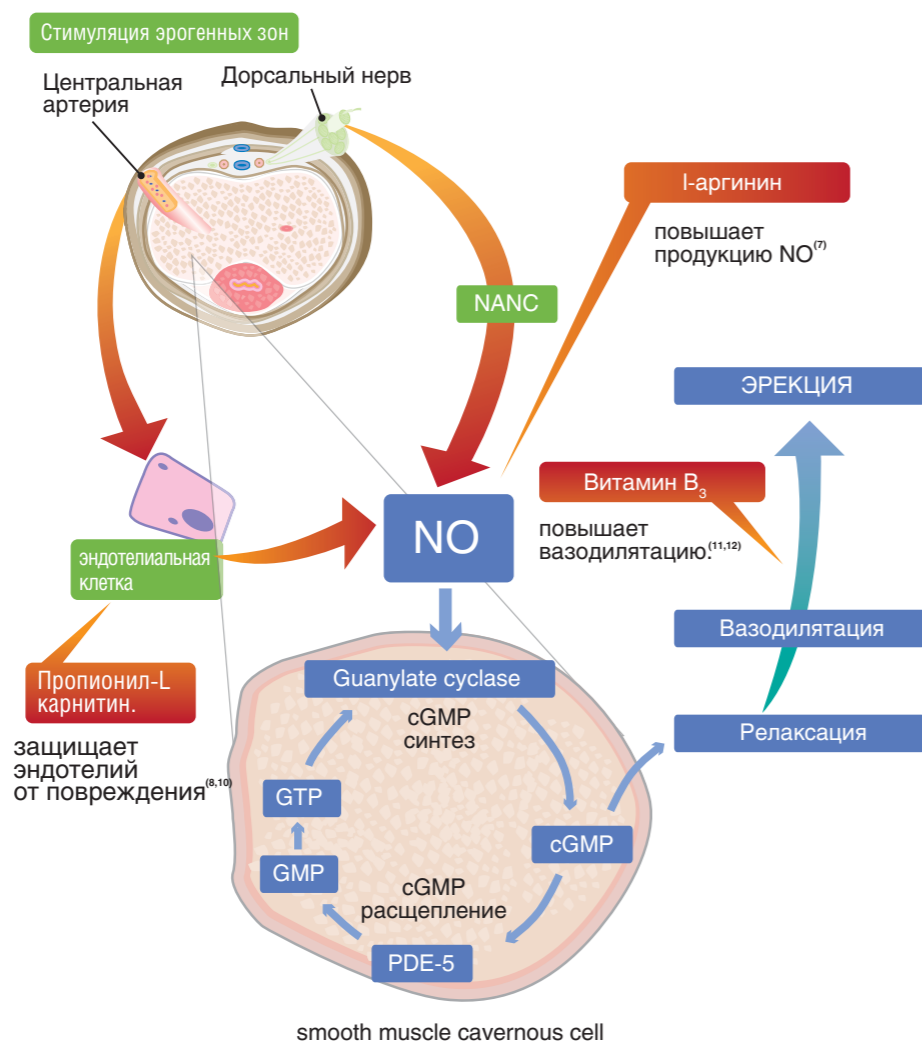 Стимуляция эрогенных зон
Центральная
артерия
Дорсальный нерв
l-аргинин
повышает
продукцию NO(7)
NANC
ЭРЕКЦИЯ
Витамин B3
повышает
вазодилятацию.(11,12)
NO
эндотелиальная
клетка
Вазодилятация
Пропионил-L
карнитин.
защищает
эндотелий
от повреждения(8,10)
Guanylate cyclase
cGMP
синтез
Релаксация
GTP
cGMP
GMP
cGMP
расщепление
PDE-5
smooth muscle cavernous cell